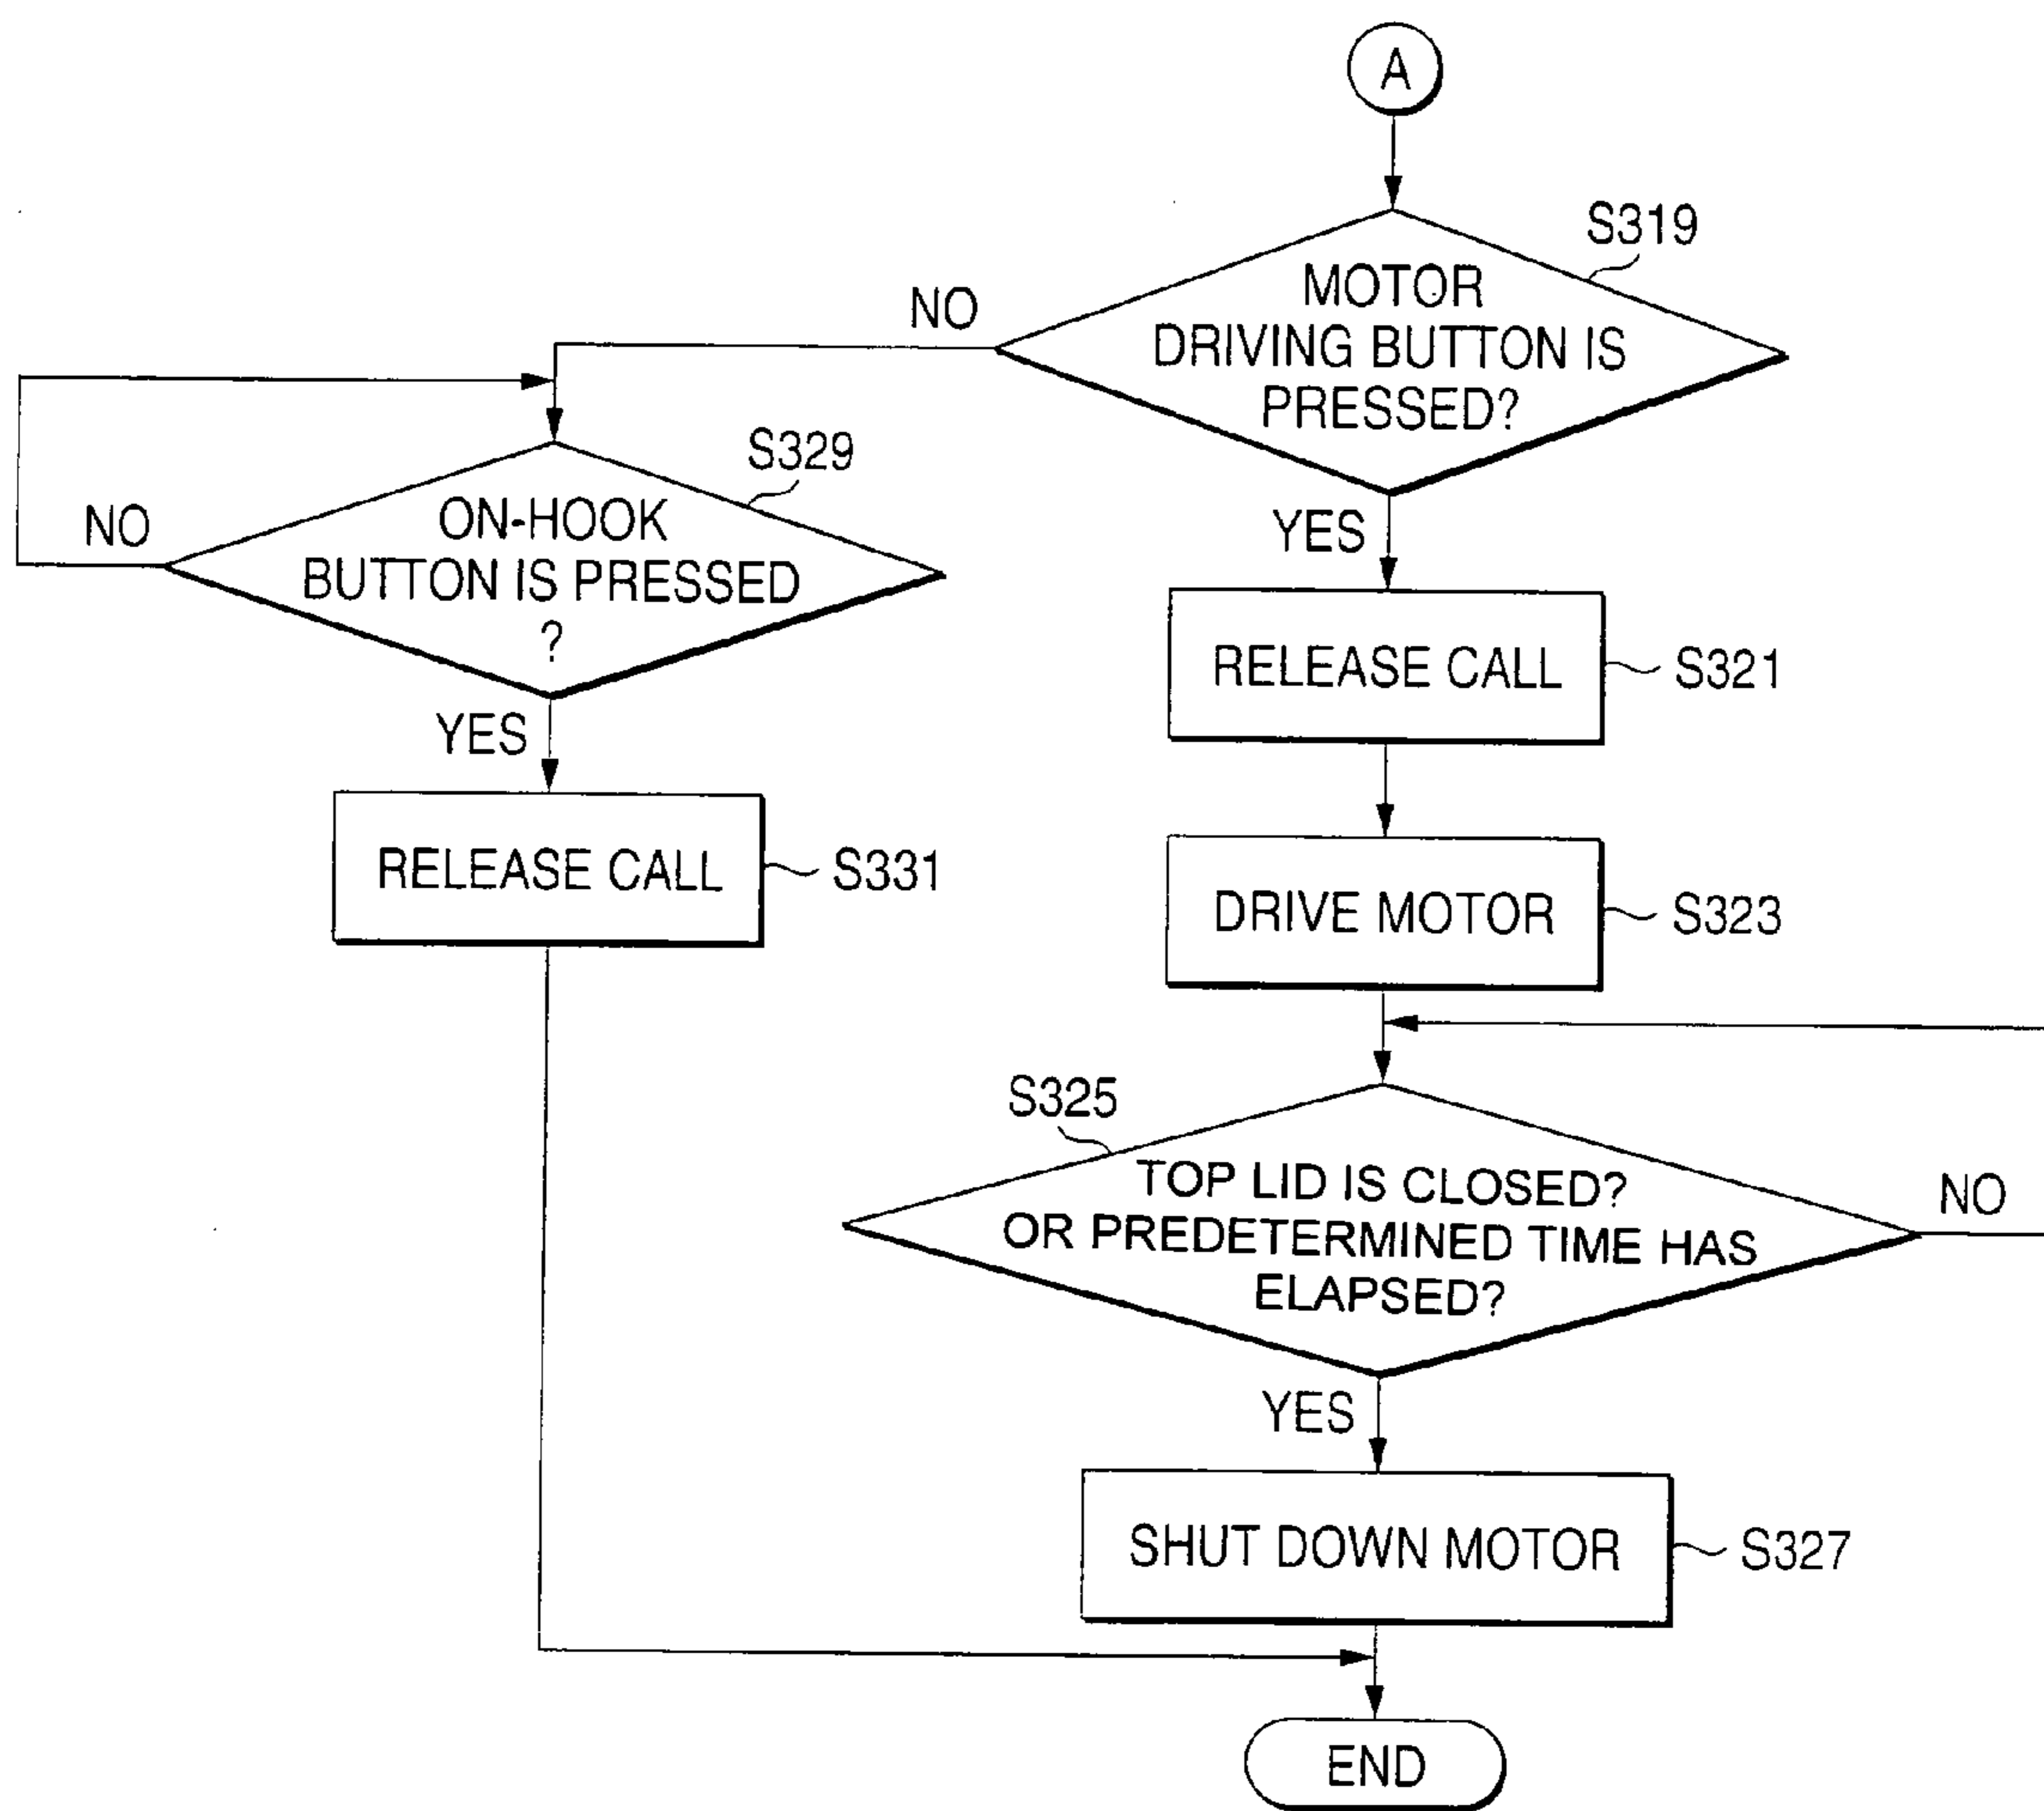 A
S319
MOTOR
DRIVING BUTTON IS
PRESSED?
NO
YES
S329
ON-HOOK
BUTTON IS PRESSED
?
NO
YES
RELEASE CALL
S321
RELEASE CALL
S331
DRIVE MOTOR
S323
S325
TOP LID IS CLOSED?
OR PREDETERMINED TIME HAS
ELAPSED?
NO
YES
SHUT DOWN MOTOR
S327
END